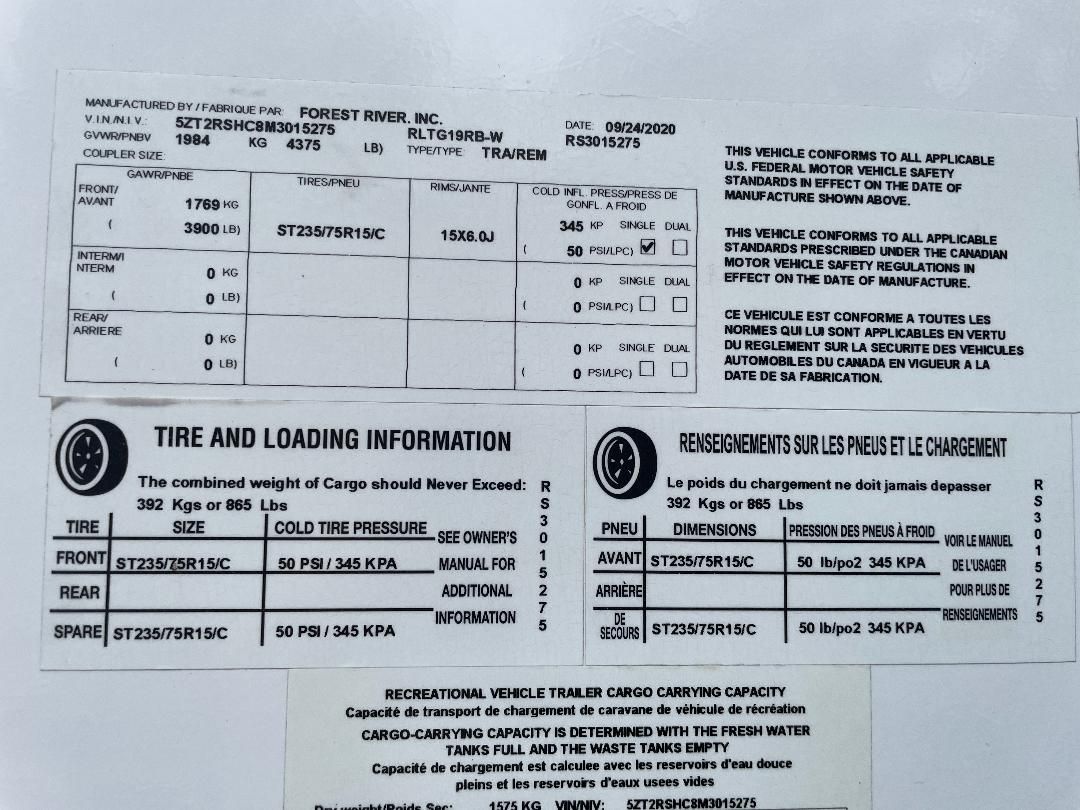 MANUFACTURED BY / FABRIQUE PAR: FOREST RIVER, INC.
V.I.N./N.I.V.: 5ZT2RSHC8M3015275 RLTG19RB-W DATE: 09/24/2020
GVWR/PNBV 1984 KG 4375 LB) TYPE/TYPE: TRA/REM RS3015275
COUPLER SIZE:
GAWR/PNBE TIRES/PNEU RIMS/JANTE COLD INFL. PRESS/PRESS DE GONFL. A FROID
FRONT/ AVANT 1769 KG 345 KP SINGLE DUAL
( 3900 LB) ST235/75R15/C 15X6.0J ( 50 PSI/LPC)
INTERM/I NTERM 0 KG 0 KP SINGLE DUAL
( 0 LB) ( 0 PSI/LPC)
REAR/ ARRIERE 0 KG 0 KP SINGLE DUAL
( 0 LB) ( 0 PSI/LPC)
THIS VEHICLE CONFORMS TO ALL APPLICABLE
U.S. FEDERAL MOTOR VEHICLE SAFETY
STANDARDS IN EFFECT ON THE DATE OF
MANUFACTURE SHOWN ABOVE.
THIS VEHICLE CONFORMS TO ALL APPLICABLE
STANDARDS PRESCRIBED UNDER THE CANADIAN
MOTOR VEHICLE SAFETY REGULATIONS IN
EFFECT ON THE DATE OF MANUFACTURE.
CE VEHICULE EST CONFORME A TOUTES LES
NORMES QUI LUI SONT APPLICABLES EN VERTU
DU REGLEMENT SUR LA SECURITE DES VEHICULES
AUTOMOBILES DU CANADA EN VIGUEUR A LA
DATE DE SA FABRICATION.
TIRE AND LOADING INFORMATION
The combined weight of Cargo should Never Exceed:
392 Kgs or 865 Lbs
TIRE SIZE COLD TIRE PRESSURE
FRONT ST235/75R15/C 50 PSI / 345 KPA
REAR
SPARE ST235/75R15/C 50 PSI / 345 KPA
SEE OWNER'S
MANUAL FOR
ADDITIONAL
INFORMATION
RS3015275
RENSEIGNEMENTS SUR LES PNEUS ET LE CHARGEMENT
Le poids du chargement ne doit jamais depasser
392 Kgs or 865 Lbs
PNEU DIMENSIONS PRESSION DES PNEUS À FROID
AVANT ST235/75R15/C 50 lb/po2 345 KPA
ARRIÈRE
DE SECOURS ST235/75R15/C 50 lb/po2 345 KPA
VOIR LE MANUEL
DE L'USAGER
POUR PLUS DE
RENSEIGNEMENTS
RS3015275
RECREATIONAL VEHICLE TRAILER CARGO CARRYING CAPACITY
Capacité de transport de chargement de caravane de véhicule de récréation
CARGO-CARRYING CAPACITY IS DETERMINED WITH THE FRESH WATER
TANKS FULL AND THE WASTE TANKS EMPTY
Capacité de chargement est calculee avec les reservoirs d'eau douce
pleins et les reservoirs d'eaux usees vides
Dry weight/Poids Sec: 1575 KG VIN/NIV: 5ZT2RSHC8M3015275